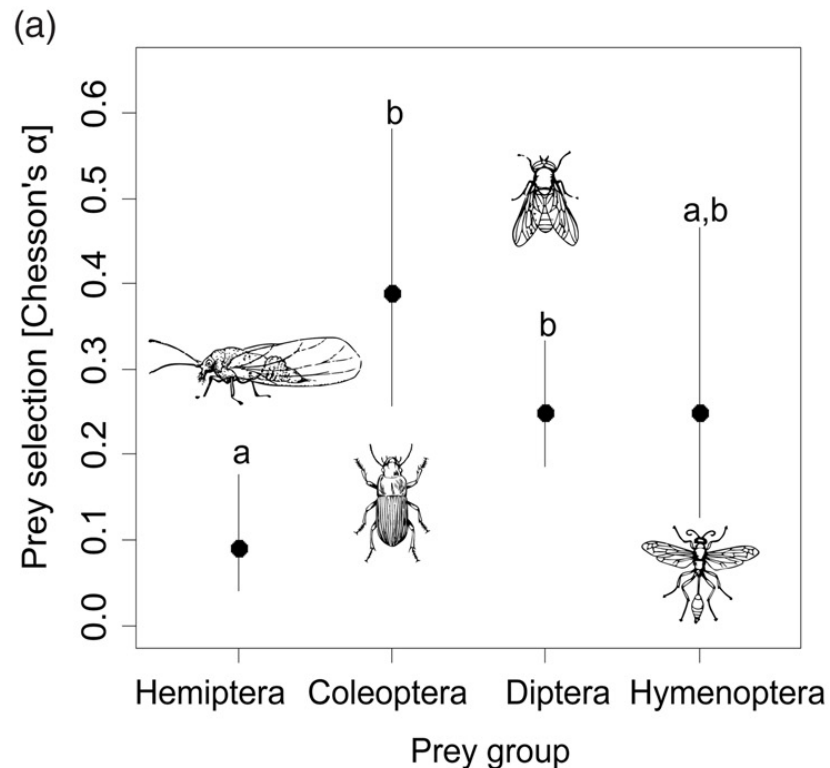 (a)
Prey selection [Chesson's α]
0.6
0.5
0.4
0.3
0.2
0.1
0.0
b
a,b
b
a
Hemiptera Coleoptera Diptera Hymenoptera
Prey group